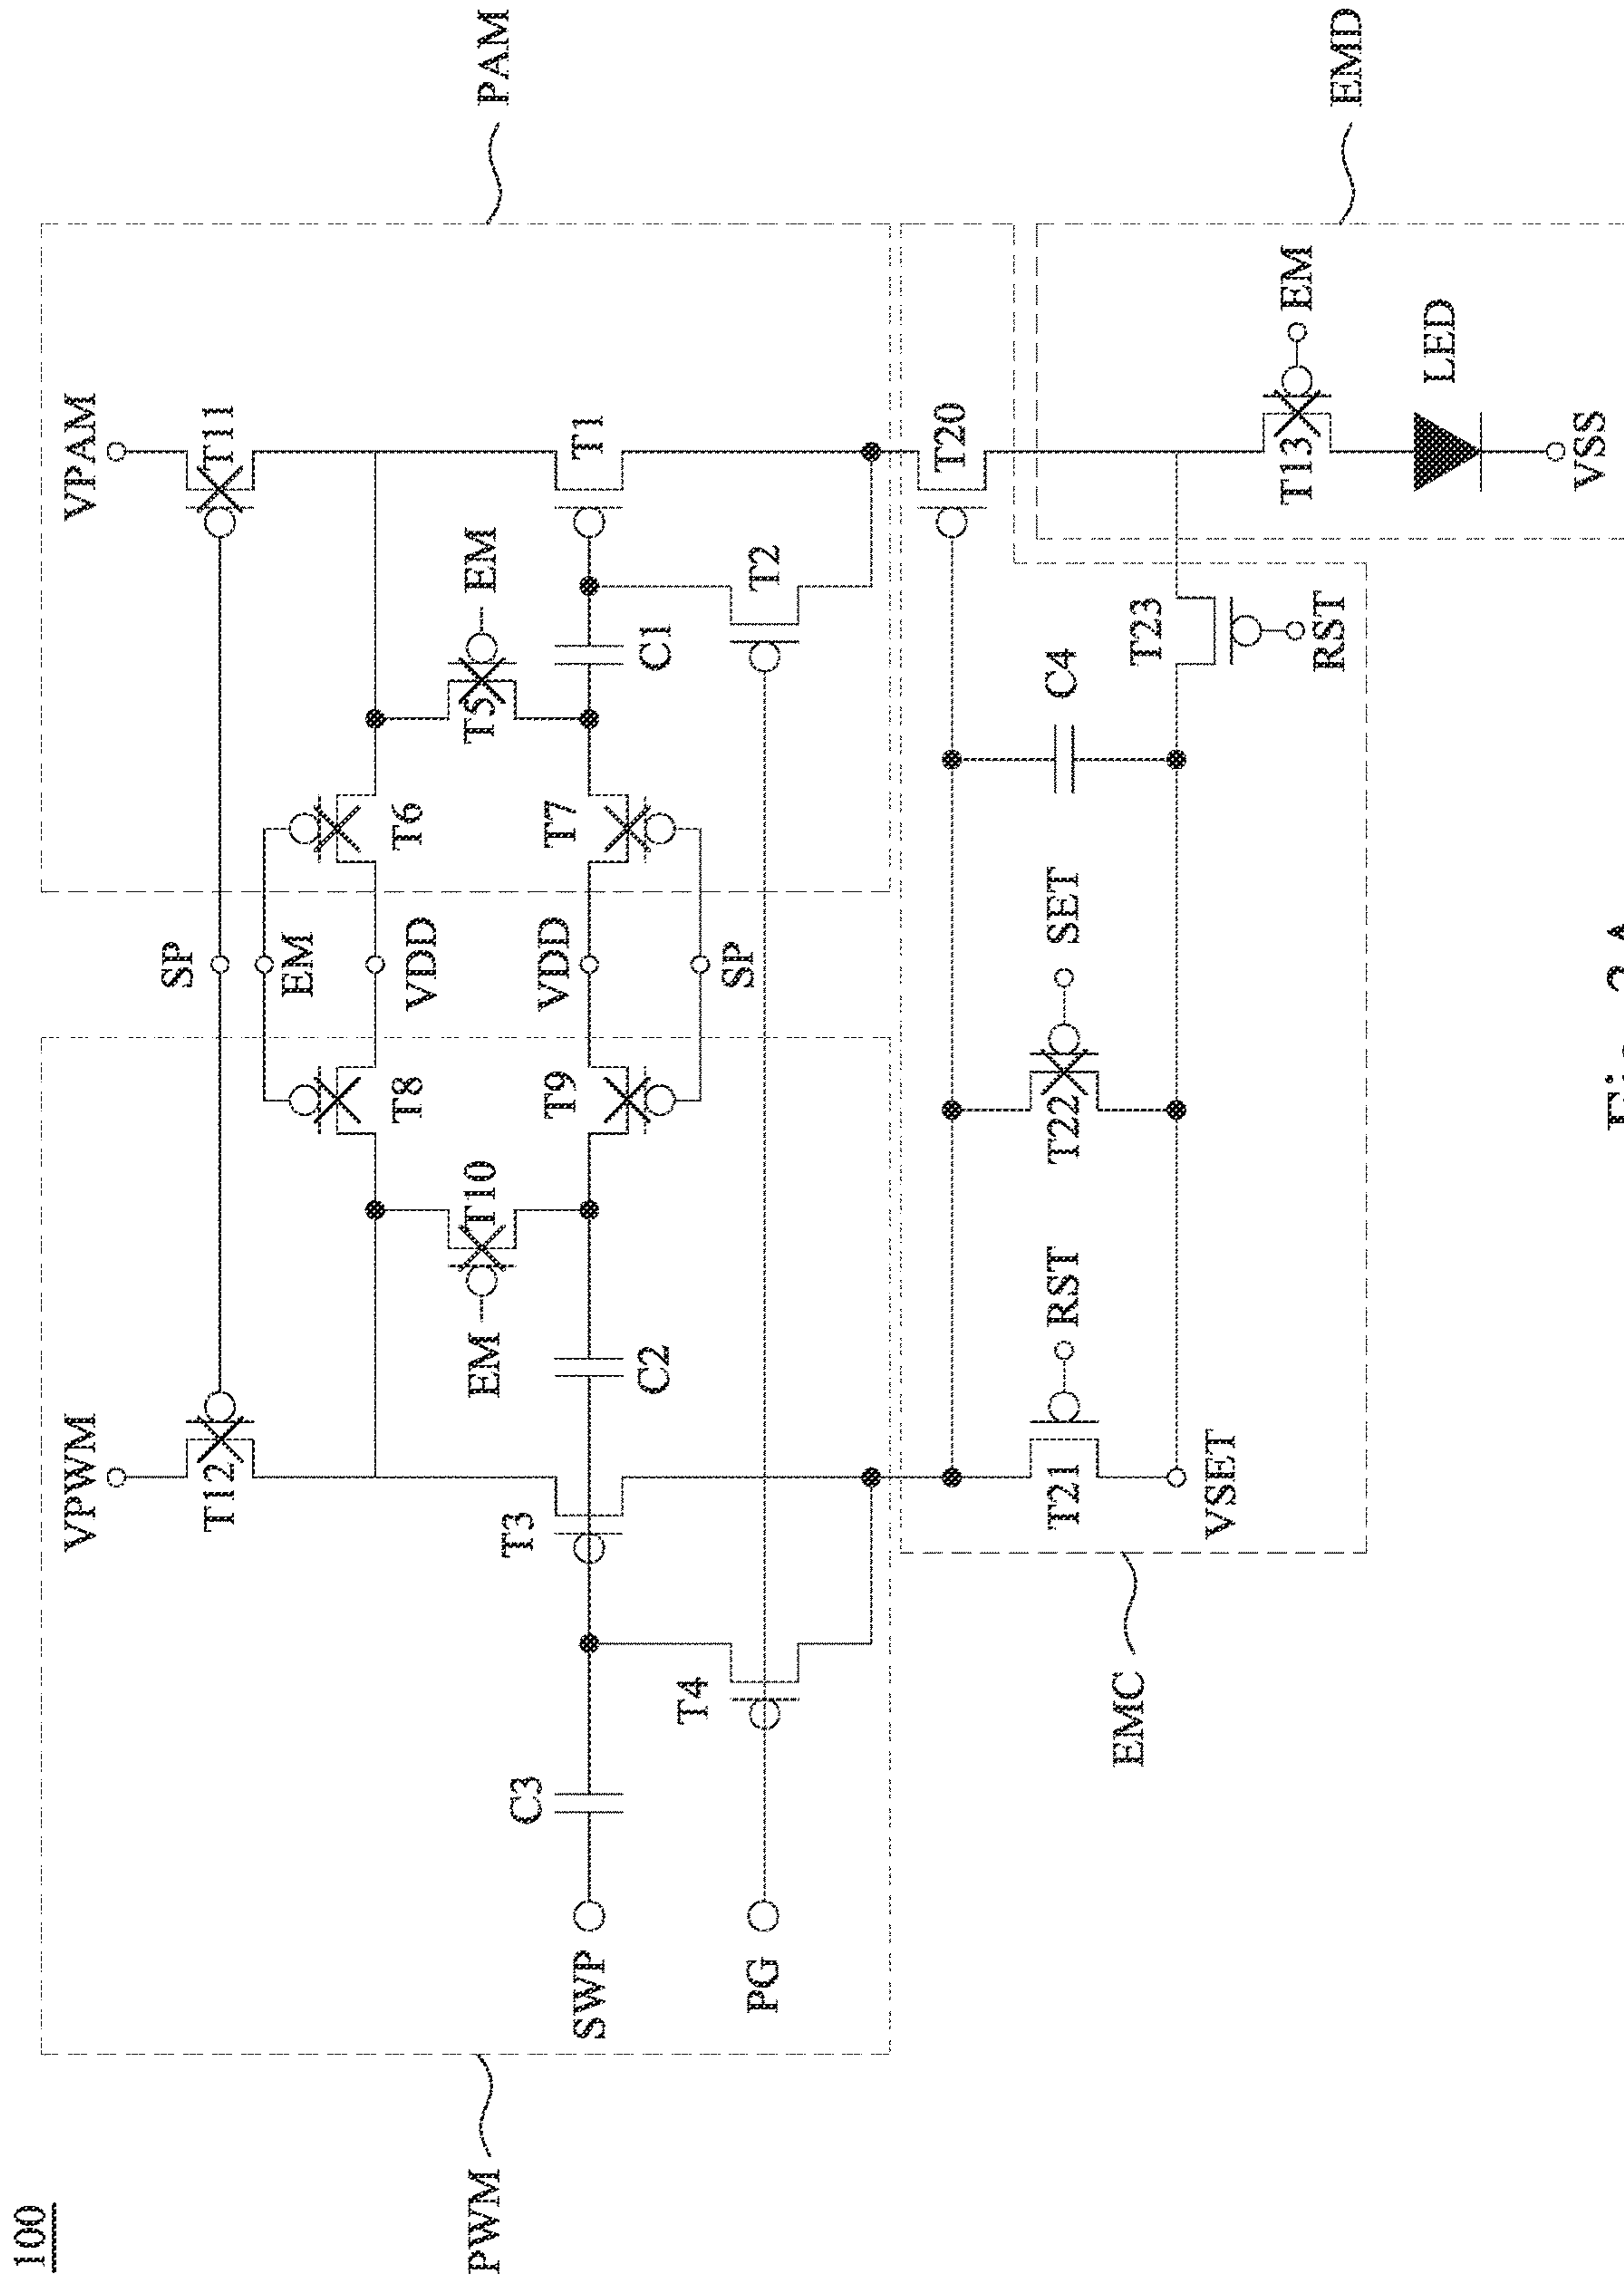 100
PWM
PAM
VPWM
VPAM
T12
SP
T11
EM
T8
VDD
T6
EM
T10
T5
EM
T3
T9
VDD
T7
T1
SWP
C3
C2
C1
SP
T4
T2
PG
T20
EMC
T21
RST
T22
SET
C4
T23
RST
VSET
EMD
T13
EM
LED
VSS